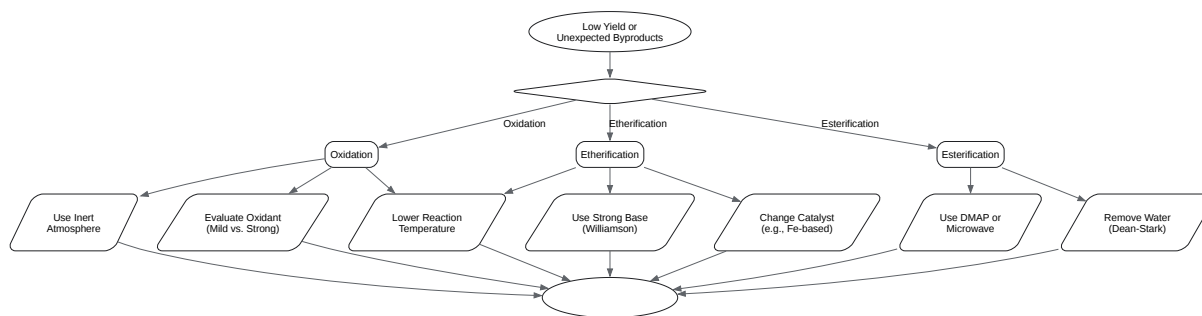 Low Yield or
Unexpected Byproducts
Oxidation
Etherification
Esterification
Oxidation
Etherification
Esterification
Use Inert
Atmosphere
Evaluate Oxidant
(Mild vs. Strong)
Lower Reaction
Temperature
Use Strong Base
(Williamson)
Change Catalyst
(e.g., Fe-based)
Use DMAP or
Microwave
Remove Water
(Dean-Stark)